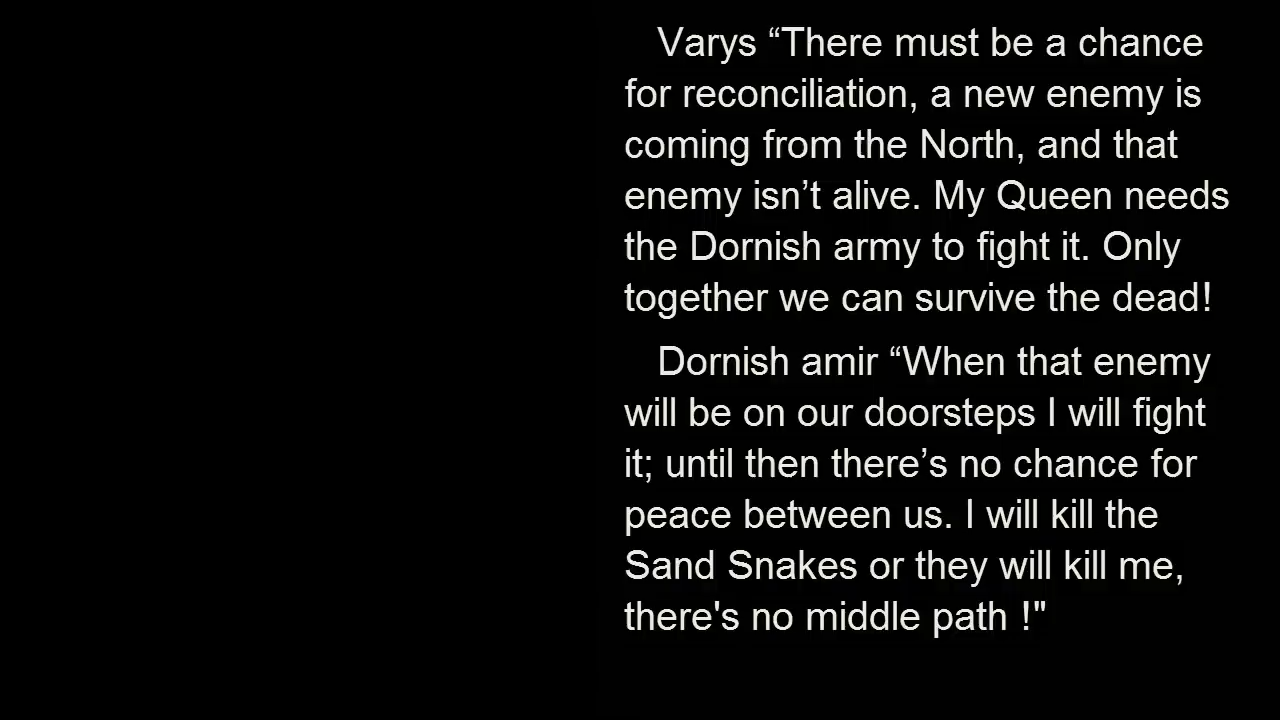 Varys “There must be a chance
for reconciliation, a new enemy is
coming from the North, and that
enemy isn’t alive. My Queen needs
the Dornish army to fight it. Only
together we can survive the dead!
Dornish amir “When that enemy
will be on our doorsteps I will fight
it; until then there’s no chance for
peace between us. I will kill the
Sand Snakes or they will kill me,
there's no middle path !"